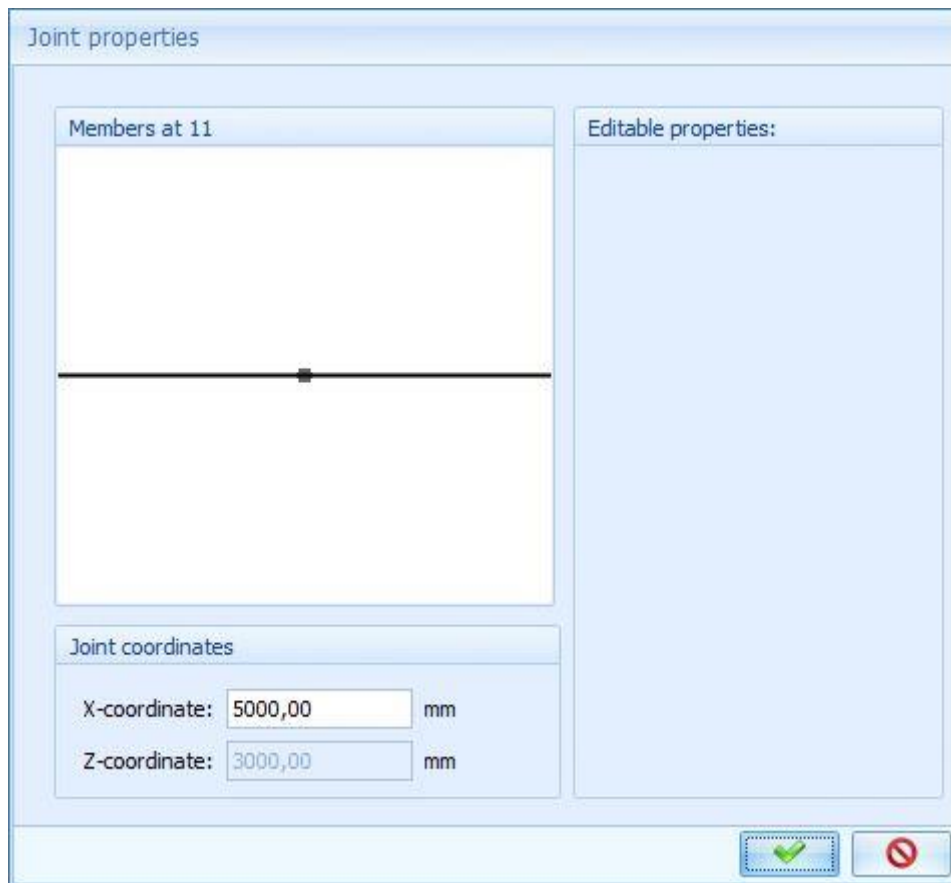 Joint properties
Members at 11
Editable properties:
Joint coordinates
X-coordinate: 5000,00 mm
Z-coordinate: 3000,00 mm